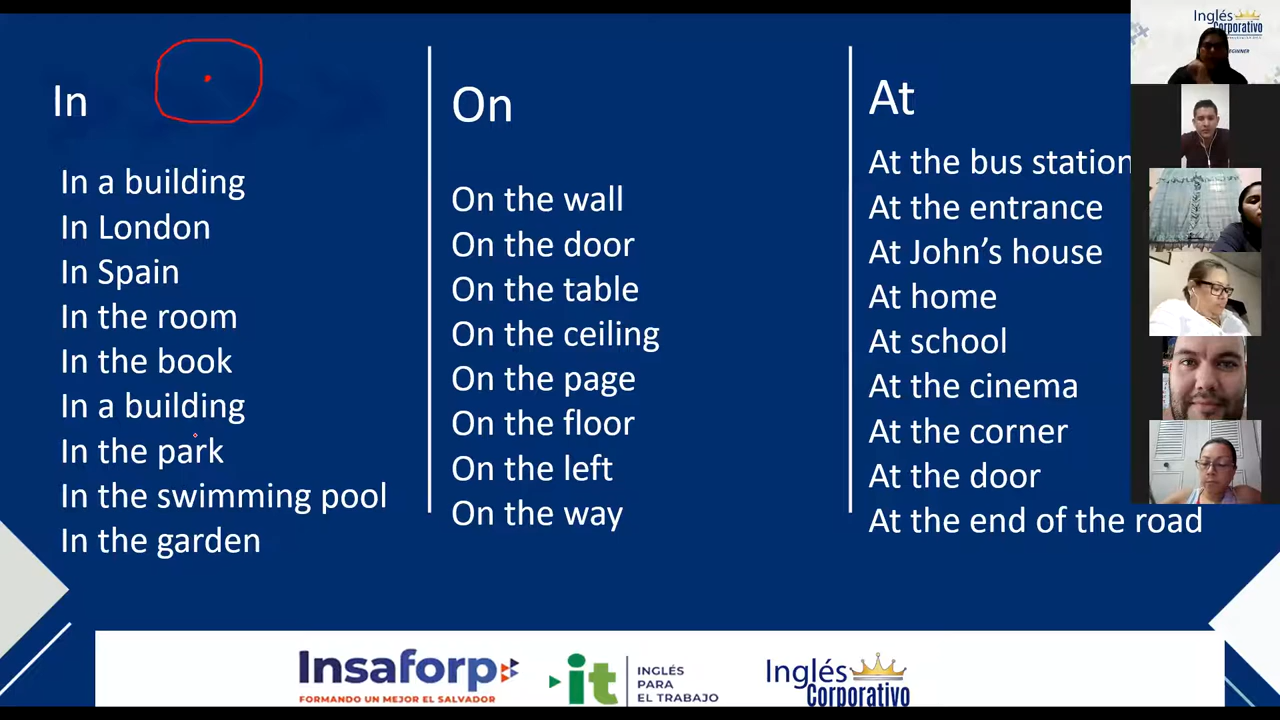 In
In a building
In London
In Spain
In the room
In the book
In a building
In the park
In the swimming pool
In the garden
On
On the wall
On the door
On the table
On the ceiling
On the page
On the floor
On the left
On the way
At
At the bus station
At the entrance
At John’s house
At home
At school
At the cinema
At the corner
At the door
At the end of the road
Inglés
Corporativo
Insaforp
FORMANDO UN MEJOR EL SALVADOR
it
INGLÉS
PARA
EL TRABAJO
Inglés
Corporativo